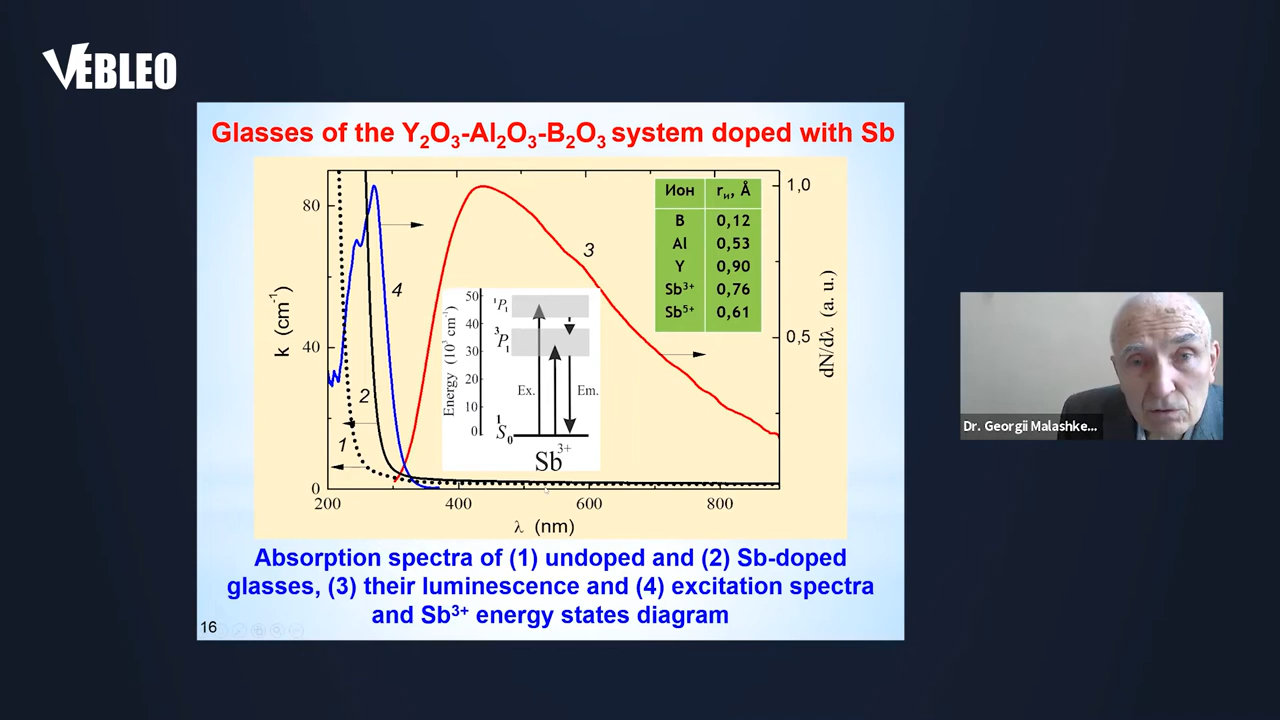 VEBLEO
Glasses of the Y₂O₃-Al₂O₃-B₂O₃ system doped with Sb
80
40
0
k (cm⁻¹)
200
400
600
800
λ (nm)
1,0
0,5
dN/dλ (a. u.)
1
2
3
4
Ион rи, Å
B 0,12
Al 0,53
Y 0,90
Sb³⁺ 0,76
Sb⁵⁺ 0,61
Energy (10³ cm⁻¹)
50
40
30
20
10
0
¹P₁
³P₁
¹S₀
Ex.
Em.
Sb³⁺
Absorption spectra of (1) undoped and (2) Sb-doped
glasses, (3) their luminescence and (4) excitation spectra
and Sb³⁺ energy states diagram
16
Dr. Georgii Malashke...